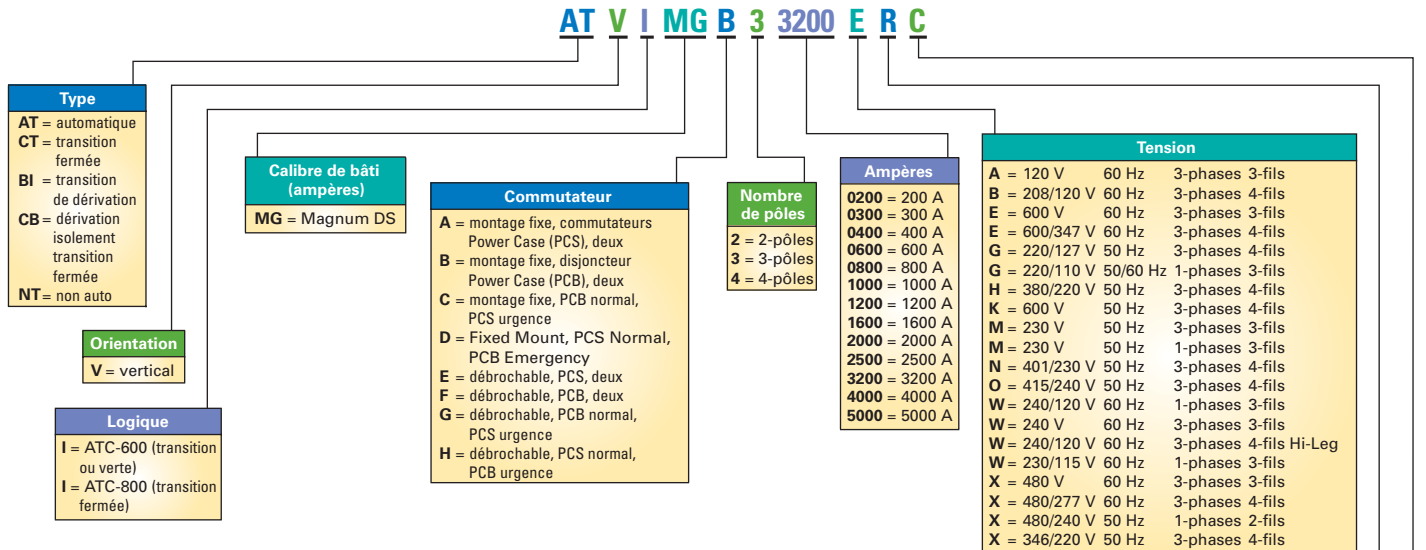 AT V I MG B 3 3200 E R C
Type
AT = automatique
CT = transition
fermée
BI = transition
de dérivation
CB = dérivation
isolement
transition
fermée
NT = non auto
Orientation
V = vertical
Logique
I = ATC-600 (transition
ou verte)
I = ATC-800 (transition
fermée)
Calibre de bâti
(ampères)
MG = Magnum DS
Commutateur
A = montage fixe, commutateurs
Power Case (PCS), deux
B = montage fixe, disjoncteur
Power Case (PCB), deux
C = montage fixe, PCB normal,
PCS urgence
D = Fixed Mount, PCS Normal,
PCB Emergency
E = débrochable, PCS, deux
F = débrochable, PCB, deux
G = débrochable, PCB normal,
PCS urgence
H = débrochable, PCS normal,
PCB urgence
Nombre
de pôles
2 = 2-pôles
3 = 3-pôles
4 = 4-pôles
Ampères
0200 = 200 A
0300 = 300 A
0400 = 400 A
0600 = 600 A
0800 = 800 A
1000 = 1000 A
1200 = 1200 A
1600 = 1600 A
2000 = 2000 A
2500 = 2500 A
3200 = 3200 A
4000 = 4000 A
5000 = 5000 A
Tension
A = 120 V 60 Hz 3-phases 3-fils
B = 208/120 V 60 Hz 3-phases 4-fils
E = 600 V 60 Hz 3-phases 3-fils
E = 600/347 V 60 Hz 3-phases 4-fils
G = 220/127 V 50 Hz 3-phases 4-fils
G = 220/110 V 50/60 Hz 1-phases 3-fils
H = 380/220 V 50 Hz 3-phases 4-fils
K = 600 V 50 Hz 3-phases 4-fils
M = 230 V 50 Hz 3-phases 3-fils
M = 230 V 50 Hz 1-phases 3-fils
N = 401/230 V 50 Hz 3-phases 4-fils
O = 415/240 V 50 Hz 3-phases 4-fils
W = 240/120 V 60 Hz 1-phases 3-fils
W = 240 V 60 Hz 3-phases 3-fils
W = 240/120 V 60 Hz 3-phases 4-fils Hi-Leg
W = 230/115 V 60 Hz 1-phases 3-fils
X = 480 V 60 Hz 3-phases 3-fils
X = 480/277 V 60 Hz 3-phases 4-fils
X = 480/240 V 50 Hz 1-phases 2-fils
X = 346/220 V 50 Hz 3-phases 4-fils